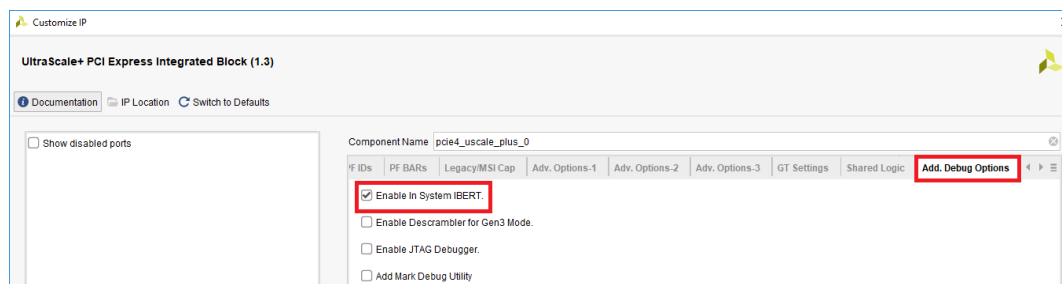 Customize IP
UltraScale+ PCI Express Integrated Block (1.3)
Documentation IP Location Switch to Defaults
Show disabled ports
Component Name pcie4_uscale_plus_0
PF IDs PF BARs Legacy/MSI Cap Adv. Options-1 Adv. Options-2 Adv. Options-3 GT Settings Shared Logic Add. Debug Options
Enable In System IBERT.
Enable Descrambler for Gen3 Mode.
Enable JTAG Debugger.
Add Mark Debug Utility